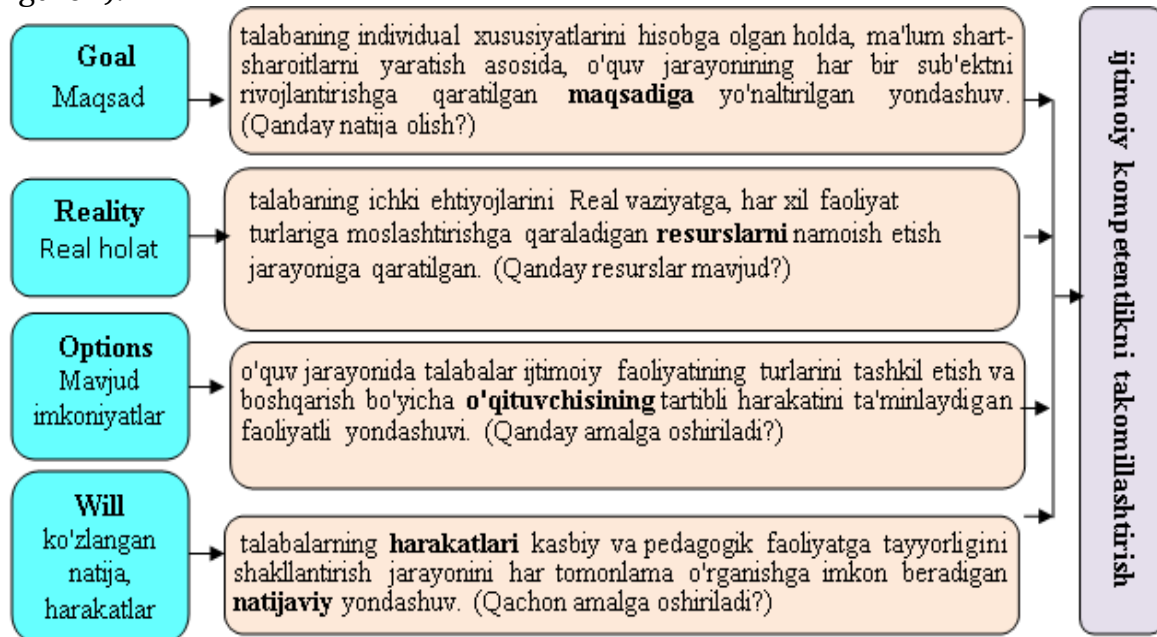 Goal
Maqsad
talabaning individual xususiyatlarini hisobga olgan holda, ma'lum shart-
sharoitlarni yaratish asosida, o'quv jarayonining har bir sub'ektni
rivojlantirishga qaratilgan maqsadiga yo'naltirilgan yondashuv.
(Qanday natija olish?)
Reality
Real holat
talabaning ichki ehtiyojlarini Real vaziyatga, har xil faoliyat
turlariga moslashtirishga qaraladigan resurslarni namoish etish
jarayoniga qaratilgan. (Qanday resurslar mavjud?)
Options
Mavjud
imkoniyatlar
o'quv jarayonida talabalar ijtimoiy faoliyatining turlarini tashkil etish va
boshqarish bo'yicha o'qituvchisining tartibli harakatini ta'minlaydigan
faoliyatli yondashuvi. (Qanday amalga oshiriladi?)
Will
ko'zlangan
natija,
harakatlar
talabalarning harakatlari kasbiy va pedagogik faoliyatga tayyorligini
shakllantirish jarayonini har tomonlama o'rganishga imkon beradigan
natijaviy yondashuv. (Qachon amalga oshiriladi?)
ijtimoiy kompetentlikni takomillashtirish